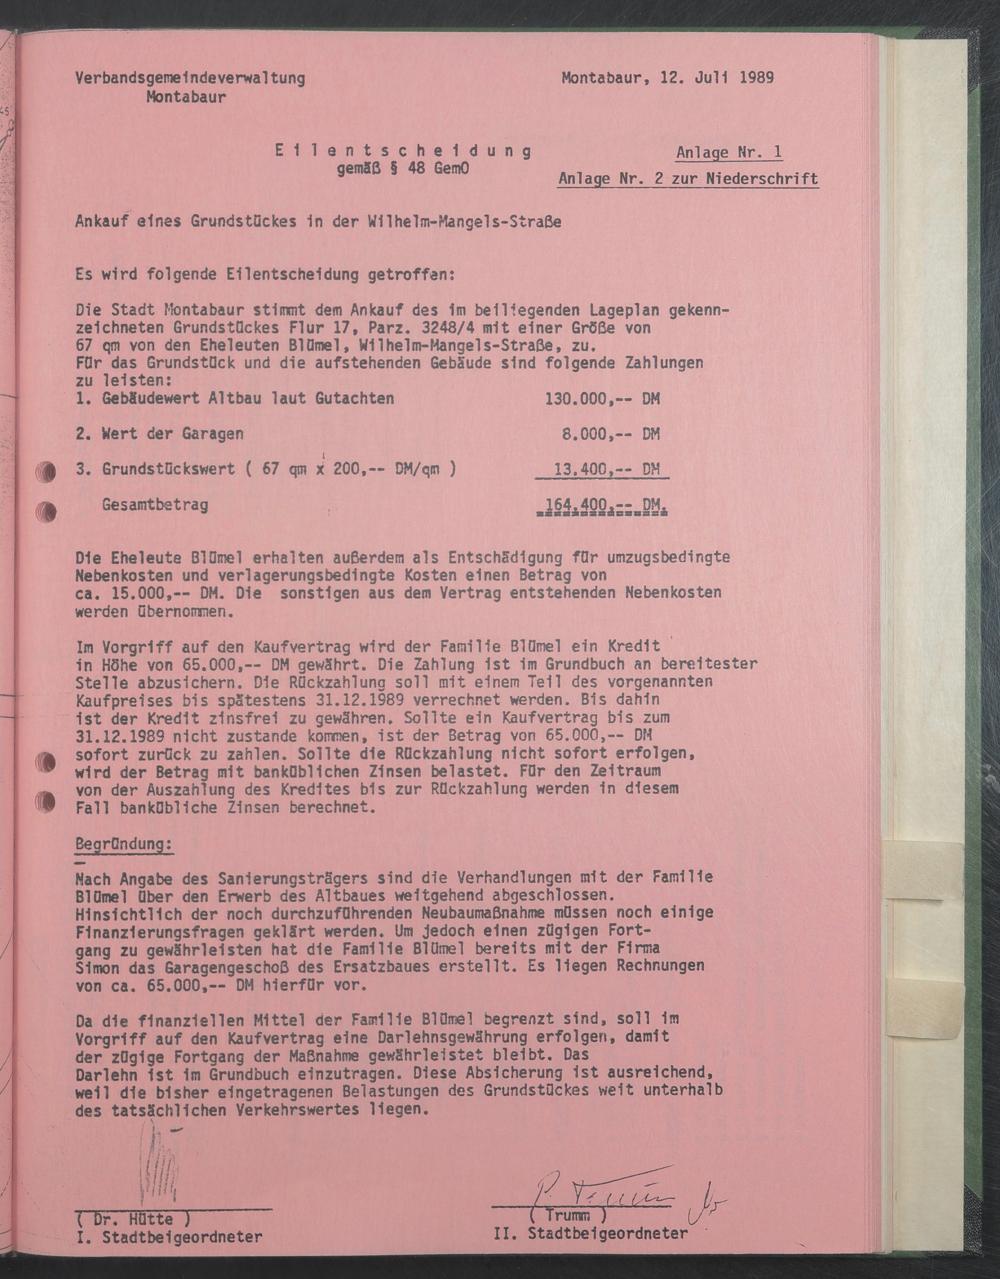 Verbandsgemeindeverwaltung
Montabaur
Montabaur, 12. Juli 1989
Eilentscheidung
gemäß § 48 GemO
Anlage Nr. 1
Anlage Nr. 2 zur Niederschrift
Ankauf eines Grundstückes in der Wilhelm-Mangels-Straße
Es wird folgende Eilentscheidung getroffen:
Die Stadt Montabaur stimmt dem Ankauf des im beiliegenden Lageplan gekenn-
zeichneten Grundstückes Flur 17, Parz. 3248/4 mit einer Größe von
67 qm von den Eheleuten Blümel, Wilhelm-Mangels-Straße, zu.
Für das Grundstück und die aufstehenden Gebäude sind folgende Zahlungen
zu leisten:
1. Gebäudewert Altbau laut Gutachten 130.000,-- DM
2. Wert der Garagen 8.000,-- DM
3. Grundstückswert ( 67 qm x 200,-- DM/qm ) 13.400,-- DM
Gesamtbetrag 164.400,-- DM.
Die Eheleute Blümel erhalten außerdem als Entschädigung für umzugsbedingte
Nebenkosten und verlagerungsbedingte Kosten einen Betrag von
ca. 15.000,-- DM. Die sonstigen aus dem Vertrag entstehenden Nebenkosten
werden übernommen.
Im Vorgriff auf den Kaufvertrag wird der Familie Blümel ein Kredit
in Höhe von 65.000,-- DM gewährt. Die Zahlung ist im Grundbuch an bereitester
Stelle abzusichern. Die Rückzahlung soll mit einem Teil des vorgenannten
Kaufpreises bis spätestens 31.12.1989 verrechnet werden. Bis dahin
ist der Kredit zinsfrei zu gewähren. Sollte ein Kaufvertrag bis zum
31.12.1989 nicht zustande kommen, ist der Betrag von 65.000,-- DM
sofort zurück zu zahlen. Sollte die Rückzahlung nicht sofort erfolgen,
wird der Betrag mit banküblichen Zinsen belastet. Für den Zeitraum
von der Auszahlung des Kredites bis zur Rückzahlung werden in diesem
Fall bankübliche Zinsen berechnet.
Begründung:
Nach Angabe des Sanierungsträgers sind die Verhandlungen mit der Familie
Blümel über den Erwerb des Altbaues weitgehend abgeschlossen.
Hinsichtlich der noch durchzuführenden Neubaumaßnahme müssen noch einige
Finanzierungsfragen geklärt werden. Um jedoch einen zügigen Fort-
gang zu gewährleisten hat die Familie Blümel bereits mit der Firma
Simon das Garagengeschoß des Ersatzbaues erstellt. Es liegen Rechnungen
von ca. 65.000,-- DM hierfür vor.
Da die finanziellen Mittel der Familie Blümel begrenzt sind, soll im
Vorgriff auf den Kaufvertrag eine Darlehnsgewährung erfolgen, damit
der zügige Fortgang der Maßnahme gewährleistet bleibt. Das
Darlehn ist im Grundbuch einzutragen. Diese Absicherung ist ausreichend,
weil die bisher eingetragenen Belastungen des Grundstückes weit unterhalb
des tatsächlichen Verkehrswertes liegen.
P. Trumm
( Dr. Hütte )
I. Stadtbeigeordneter
( Trumm )
II. Stadtbeigeordneter